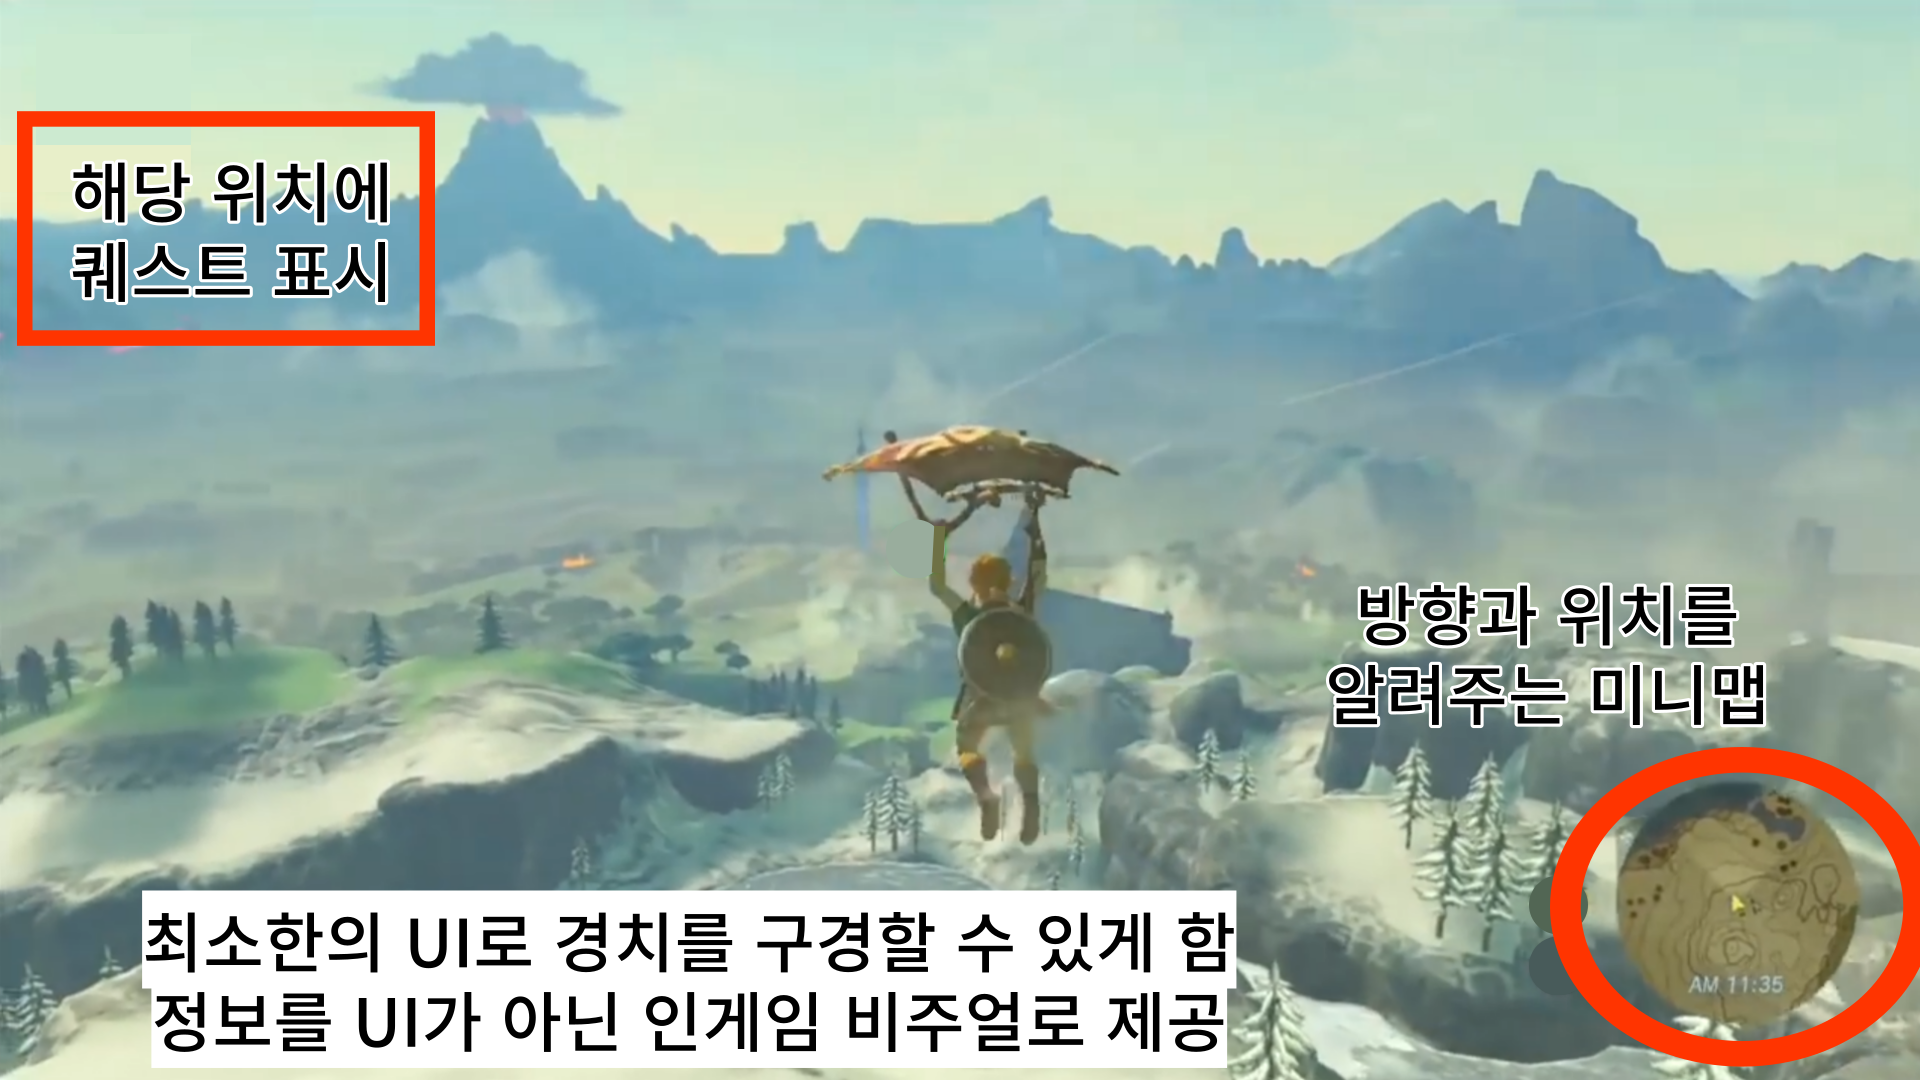 해당 위치에
퀘스트 표시
방향과 위치를
알려주는 미니맵
AM 11:35
최소한의 UI로 경치를 구경할 수 있게 함
정보를 UI가 아닌 인게임 비주얼로 제공